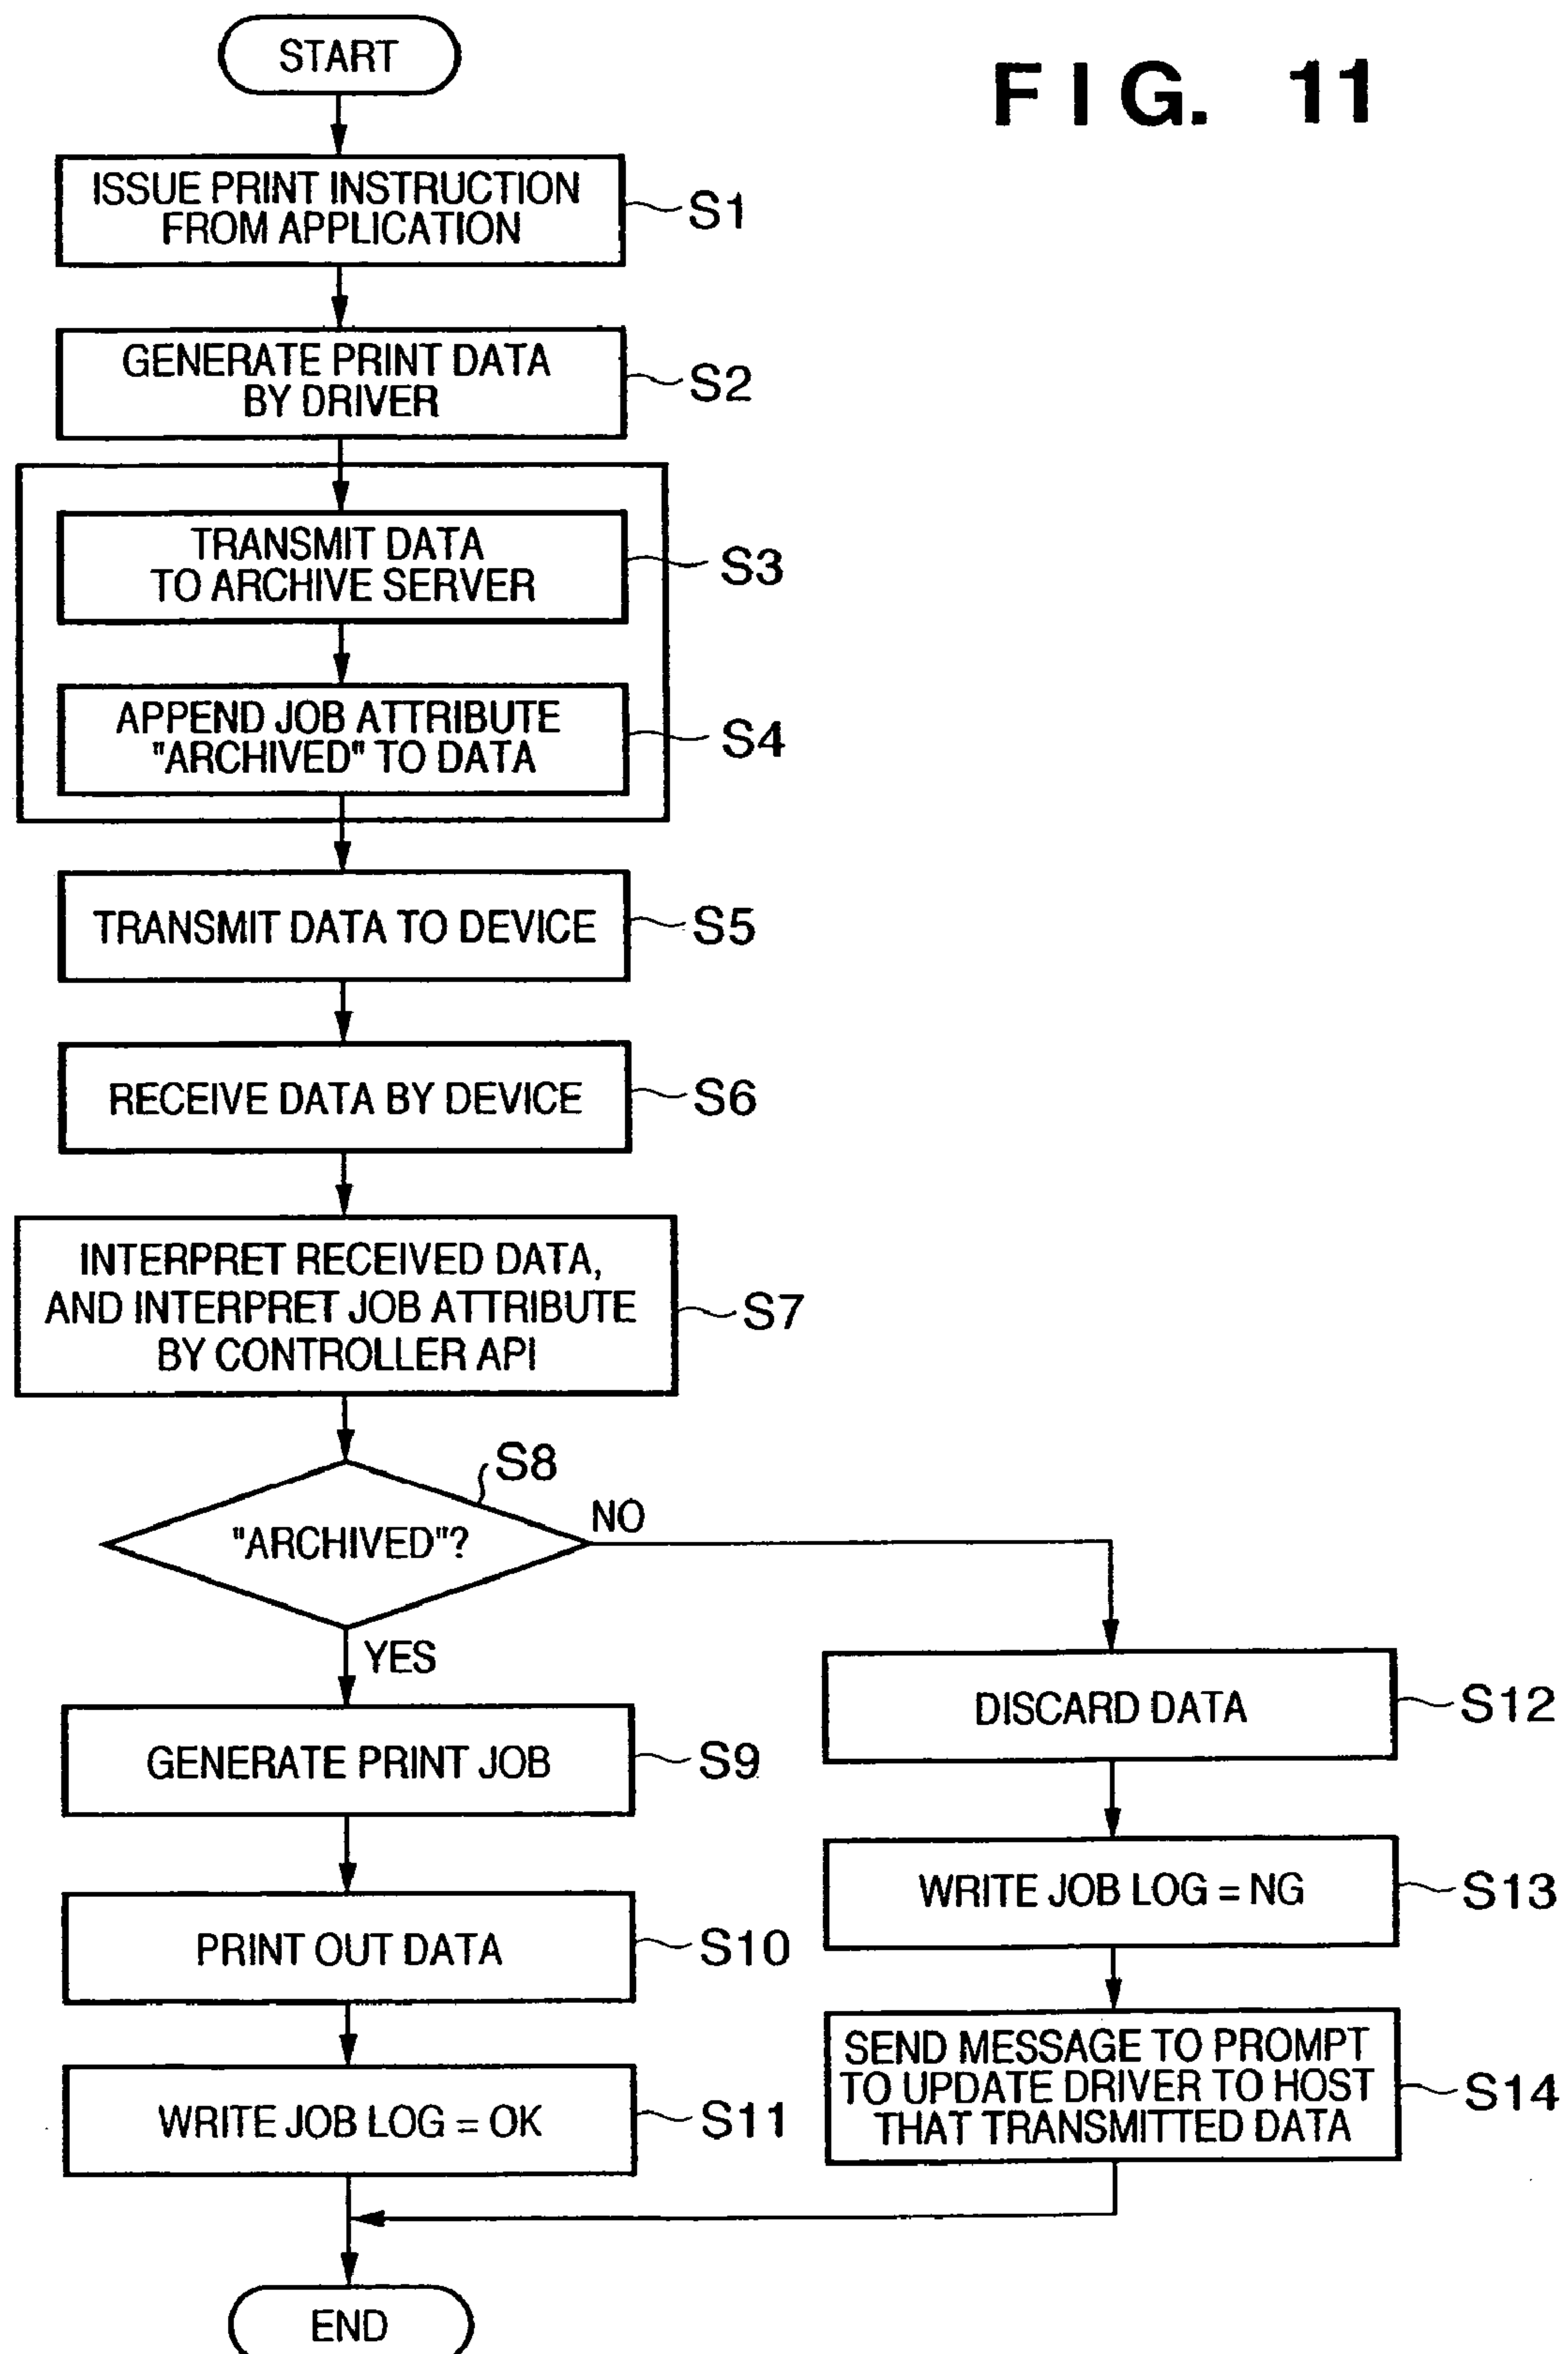 FIG. 11
START
ISSUE PRINT INSTRUCTION
FROM APPLICATION
S1
GENERATE PRINT DATA
BY DRIVER
S2
TRANSMIT DATA
TO ARCHIVE SERVER
S3
APPEND JOB ATTRIBUTE
"ARCHIVED" TO DATA
S4
TRANSMIT DATA TO DEVICE
S5
RECEIVE DATA BY DEVICE
S6
INTERPRET RECEIVED DATA,
AND INTERPRET JOB ATTRIBUTE
BY CONTROLLER API
S7
S8
"ARCHIVED"?
NO
YES
GENERATE PRINT JOB
S9
PRINT OUT DATA
S10
WRITE JOB LOG = OK
S11
DISCARD DATA
S12
WRITE JOB LOG = NG
S13
SEND MESSAGE TO PROMPT
TO UPDATE DRIVER TO HOST
THAT TRANSMITTED DATA
S14
END